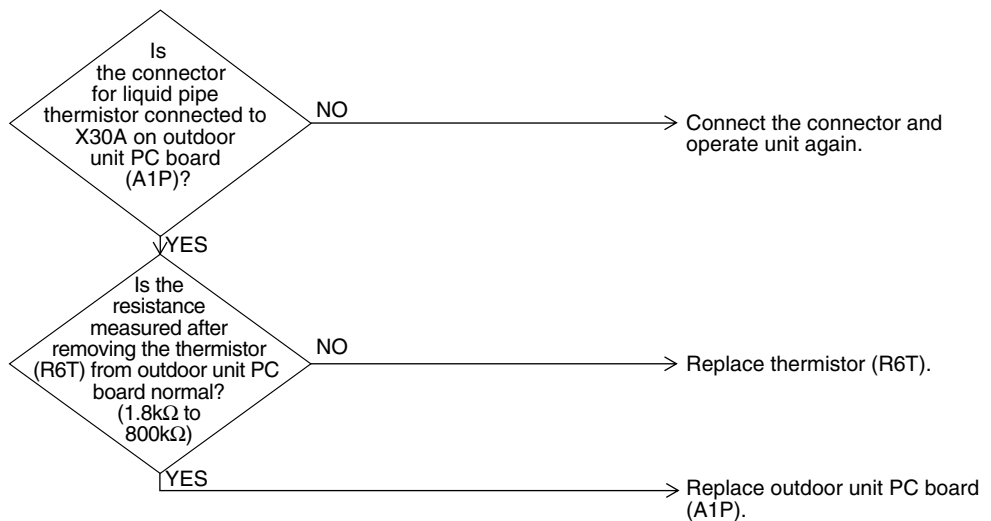 Is
the connector
for liquid pipe
thermistor connected to
X30A on outdoor
unit PC board
(A1P)?
NO
Connect the connector and
operate unit again.
YES
Is the
resistance
measured after
removing the thermistor
(R6T) from outdoor unit PC
board normal?
(1.8kΩ to
800kΩ)
NO
Replace thermistor (R6T).
YES
Replace outdoor unit PC board
(A1P).